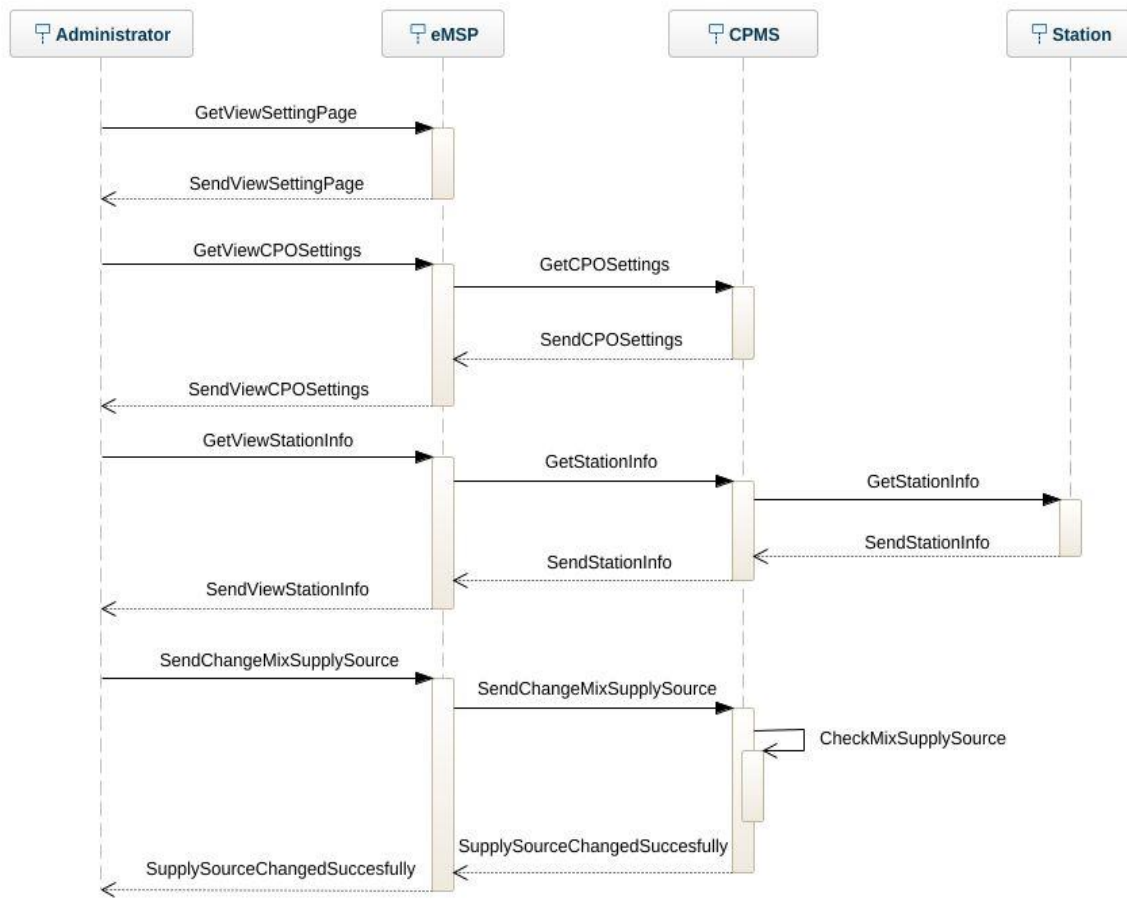 Administrator
eMSP
CPMS
Station
GetViewSettingPage
SendViewSettingPage
GetViewCPOSettings
GetCPOSettings
SendCPOSettings
SendViewCPOSettings
GetViewStationInfo
GetStationInfo
GetStationInfo
SendStationInfo
SendStationInfo
SendViewStationInfo
SendChangeMixSupplySource
SendChangeMixSupplySource
CheckMixSupplySource
SupplySourceChangedSuccesfully
SupplySourceChangedSuccesfully